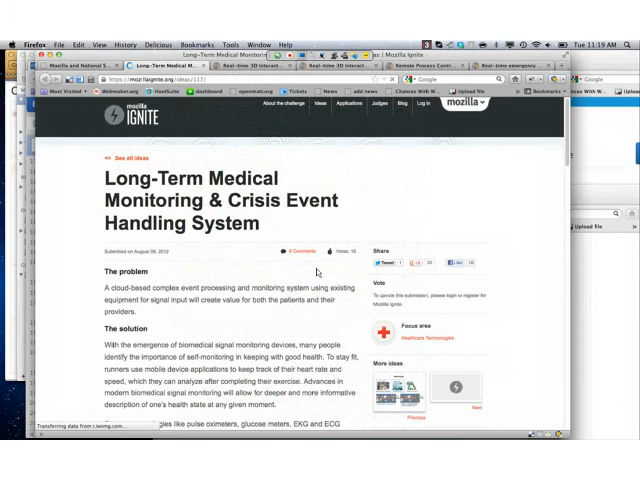 Firefox File Edit View History Bookmarks Tools Window Help Tue 11:19 AM
Long-Term Medical Monitorin | Mozilla Ignite
Mozilla and National S... Long-Term Medical M... Real-time 3D Interact... Real-time 3D Interact... Remote Process Contr... Real-time emergency
https://mozillaignite.org/ideas/117/ Google
Most Visited Webmaker.org HootSuite dashboard openmatt.org Tickets News add news Chances With W... Upload file Bookmarks
mozilla
IGNITE
About the challenge Ideas Applications Judges Blog Log in mozilla
<< See all ideas
Long-Term Medical
Monitoring & Crisis Event
Handling System
Submitted on August 09, 2012
Votes: 18
The problem
A cloud-based complex event processing and monitoring system using existing
equipment for signal input will create value for both the patients and their
providers.
The solution
With the emergence of biomedical signal monitoring devices, many people
identify the importance of self-monitoring in keeping with good health. To stay fit,
runners use mobile device applications to keep track of their heart rate and
speed, which they can analyze after completing their exercise. Advances in
modern biomedical signal monitoring will allow for deeper and more informative
description of one's health state at any given moment.
gies like pulse oximeters, glucose meters, EKG and ECG
Share
Tweet 1 Like
Vote
To upvote this submission, please login or register for
Mozilla Ignite.
Focus area
Healthcare Technologies
More ideas
Next
Previous
Transferring data from r.twimg.com...
Google
Upload file
Bookmarks